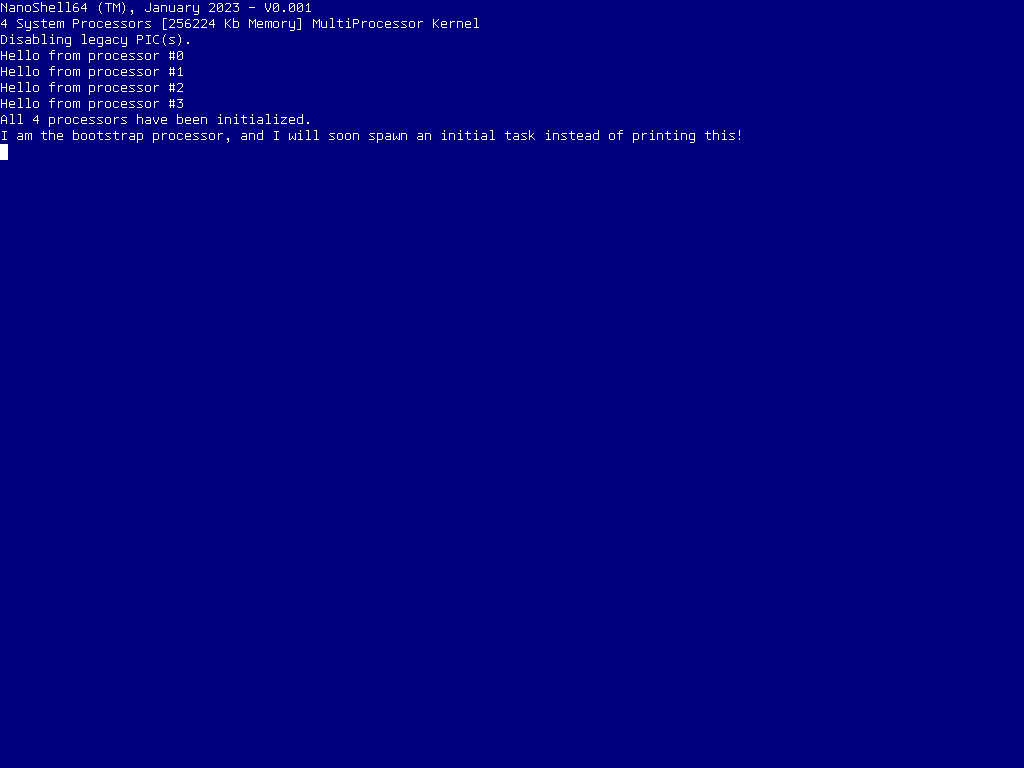 NanoShell64 (TM), January 2023 - V0.001
4 System Processors [256224 Kb Memory] MultiProcessor Kernel
Disabling legacy PIC(s).
Hello from processor #0
Hello from processor #1
Hello from processor #2
Hello from processor #3
All 4 processors have been initialized.
I am the bootstrap processor, and I will soon spawn an initial task instead of printing this!